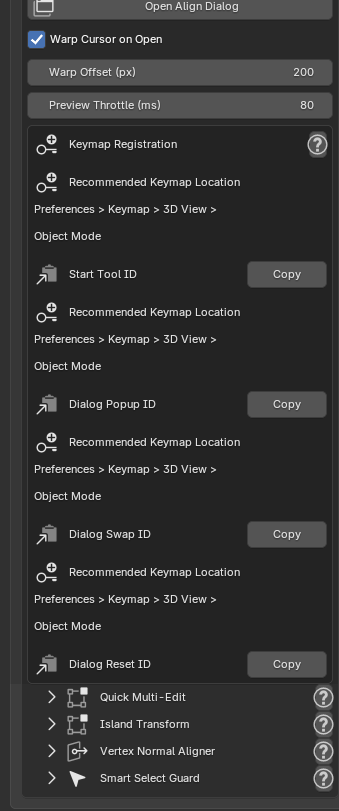 Open Align Dialog
Warp Cursor on Open
Warp Offset (px) 200
Preview Throttle (ms) 80
Keymap Registration ?
Recommended Keymap Location
Preferences > Keymap > 3D View >
Object Mode
Start Tool ID Copy
Recommended Keymap Location
Preferences > Keymap > 3D View >
Object Mode
Dialog Popup ID Copy
Recommended Keymap Location
Preferences > Keymap > 3D View >
Object Mode
Dialog Swap ID Copy
Recommended Keymap Location
Preferences > Keymap > 3D View >
Object Mode
Dialog Reset ID Copy
Quick Multi-Edit ?
Island Transform ?
Vertex Normal Aligner ?
Smart Select Guard ?